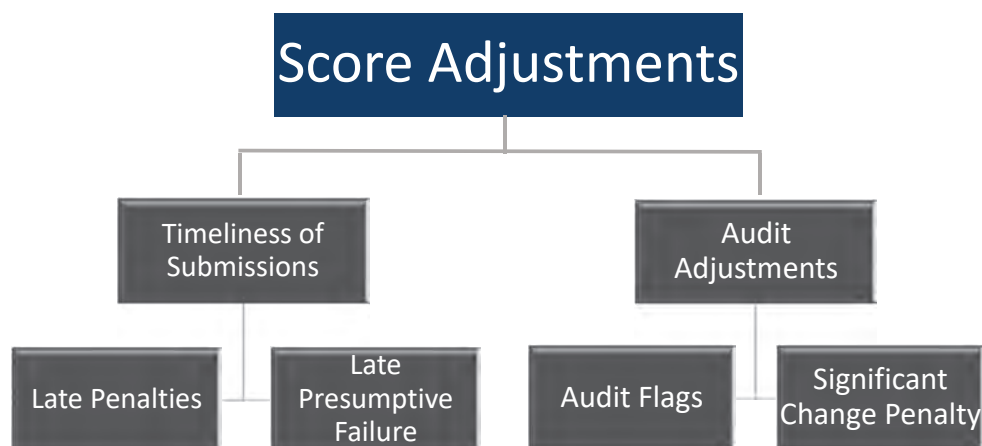 Score Adjustments
Timeliness of
Submissions
Audit
Adjustments
Late Penalties
Late
Presumptive
Failure
Audit Flags
Significant
Change Penalty